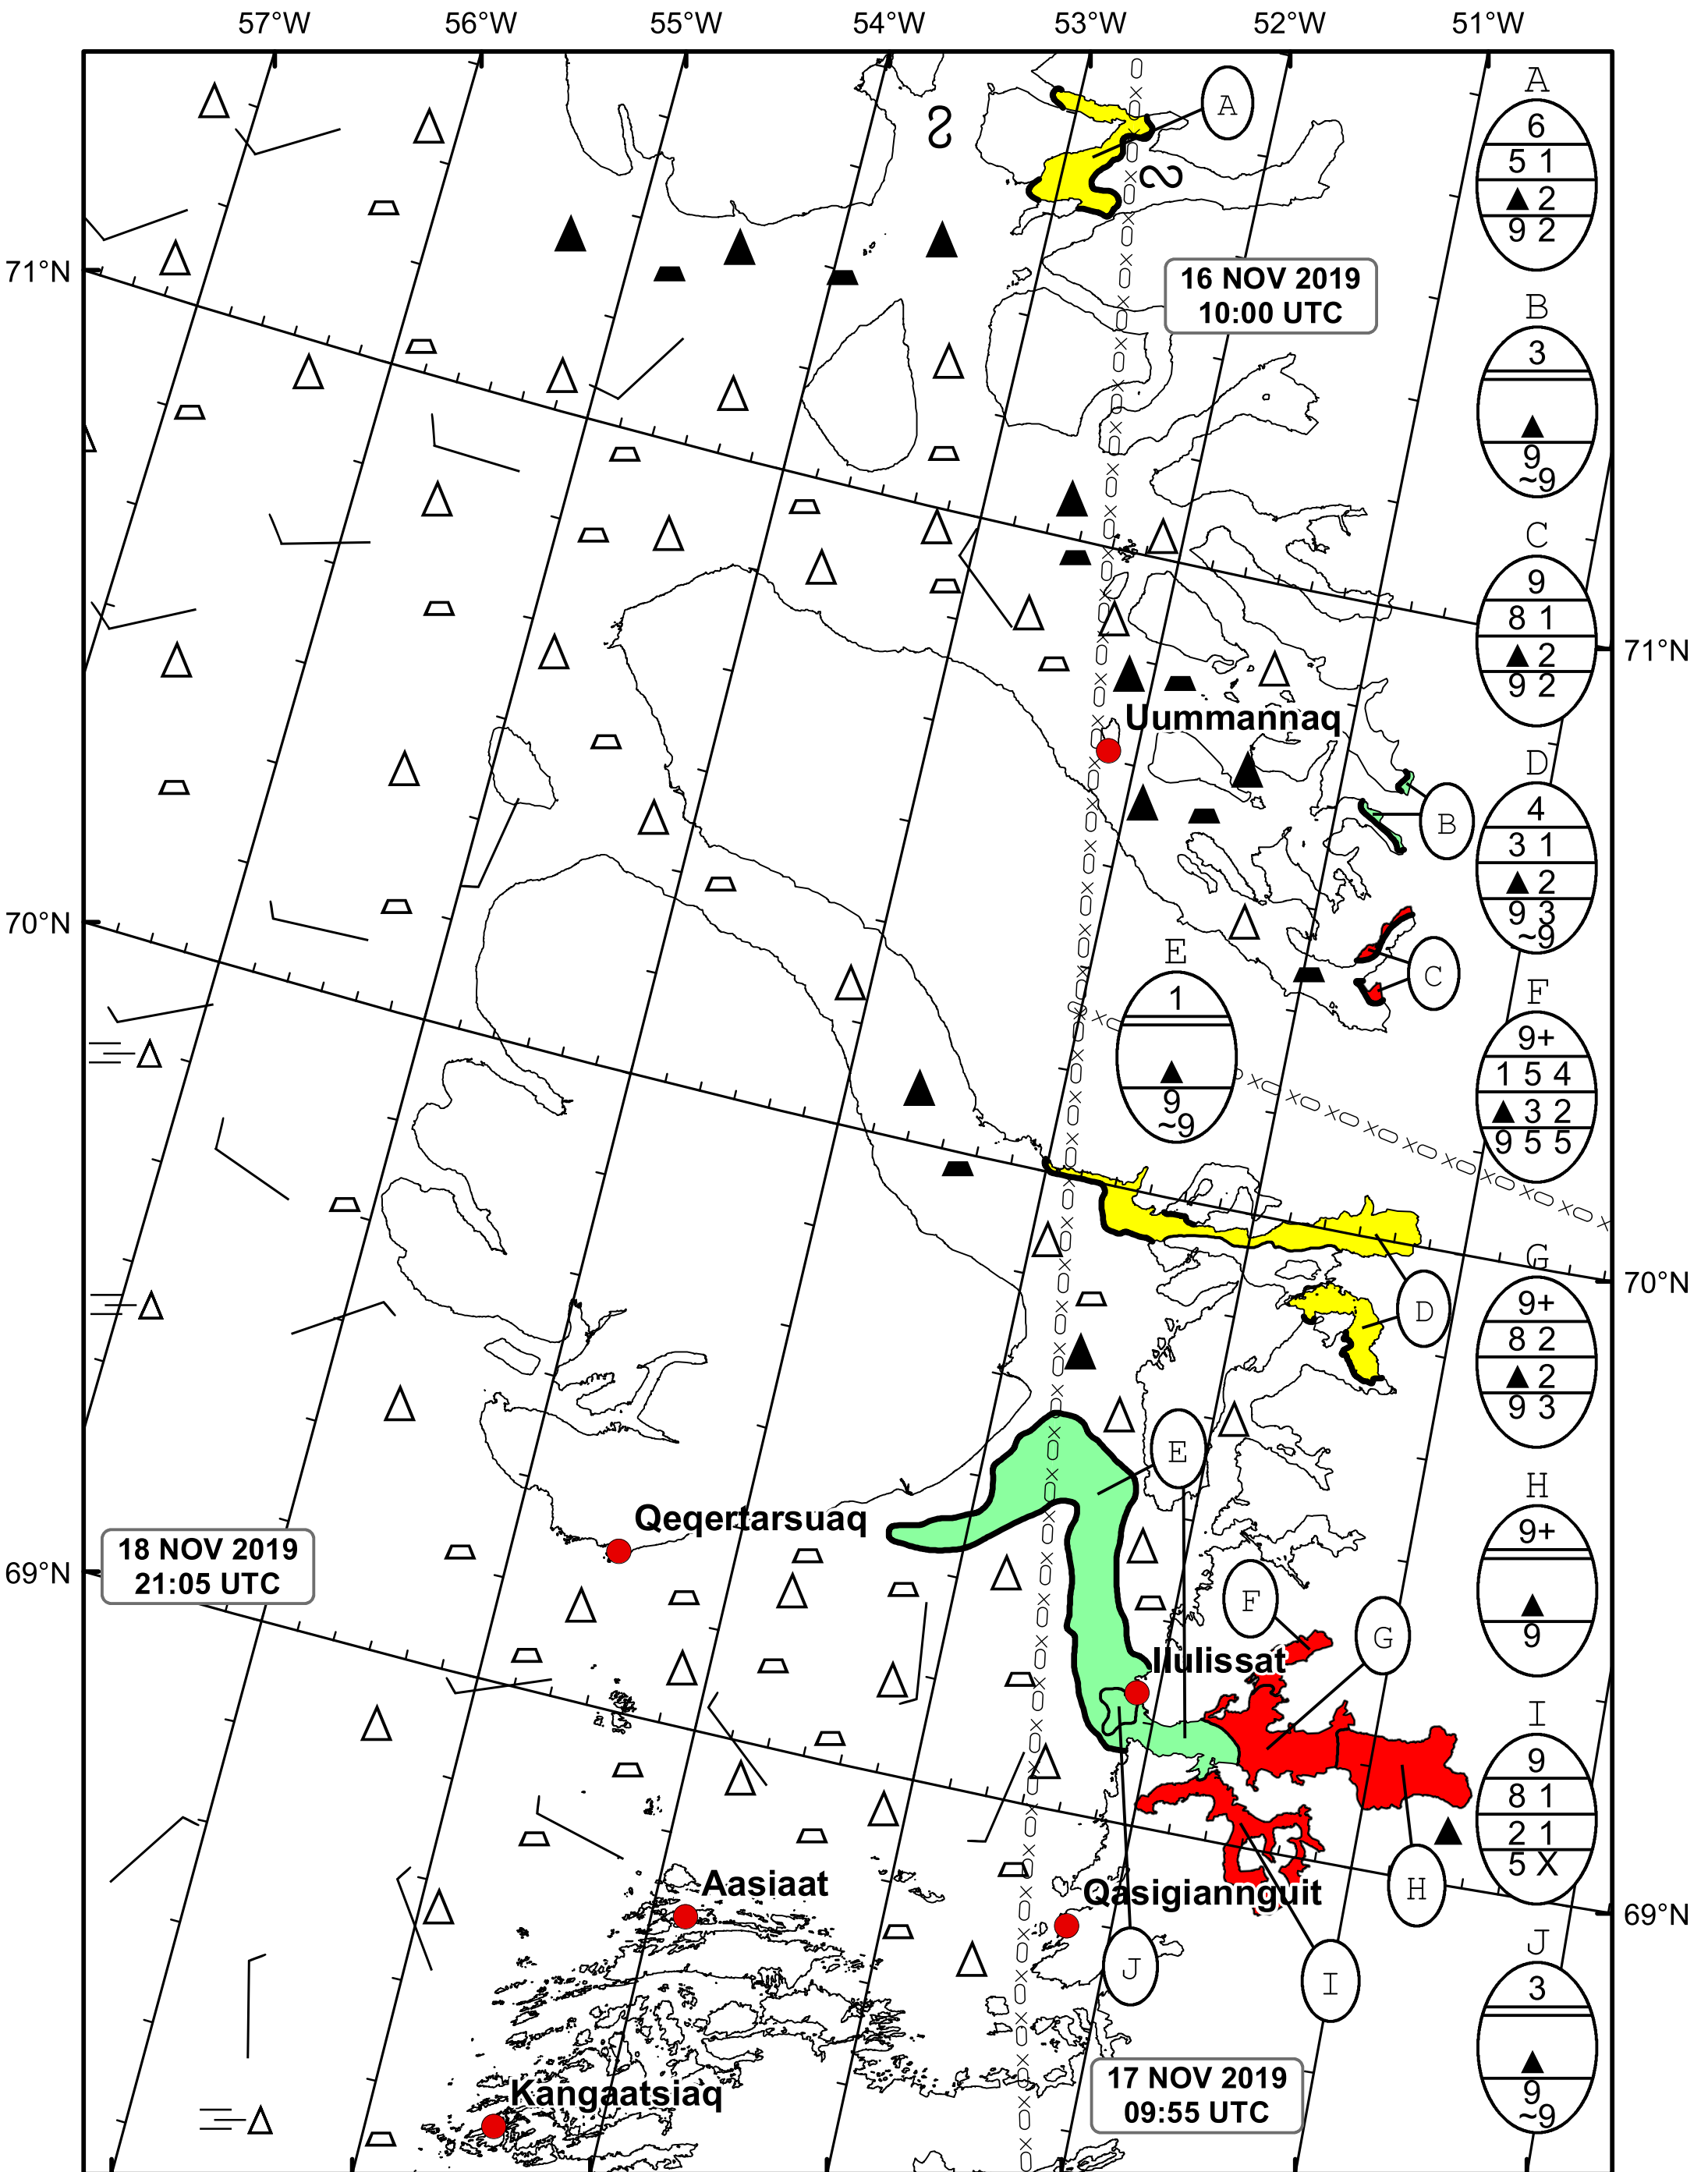 57°W 56°W 55°W 54°W 53°W 52°W 51°W
A
6
5 1
▲ 2
9 2
A
71°N
16 NOV 2019
10:00 UTC
B
3
▲
9
~9
C
9
8 1
▲ 2
9 2
71°N
Uummannaq
D
4
3 1
▲ 2
9 3
~9
B
70°N
E
1
▲
9
~9
C
F
9+
1 5 4
▲ 3 2
9 5 5
G
9+
8 2
▲ 2
9 3
70°N
D
E
H
9+
▲
9
Qeqertarsuaq
69°N
18 NOV 2019
21:05 UTC
F
G
Ilulissat
I
9
8 1
2 1
5 X
Aasiaat
Qasigiannguit
H
69°N
J
3
▲
9
~9
J
I
Kangaatsiaq
17 NOV 2019
09:55 UTC